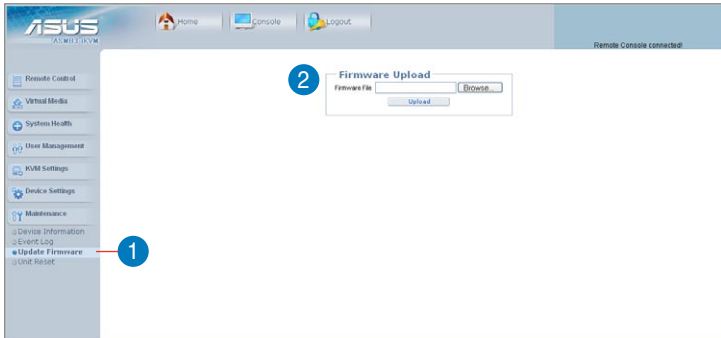 ASUS
ASMB3 IKVM
Home
Console
Logout
Remote Console connected!
Remote Control
Virtual Media
System Health
User Management
KVM Settings
Device Settings
Maintenance
Device Information
Event Log
Update Firmware
Unit Reset
1
2
Firmware Upload
Firmware File
Browse...
Upload